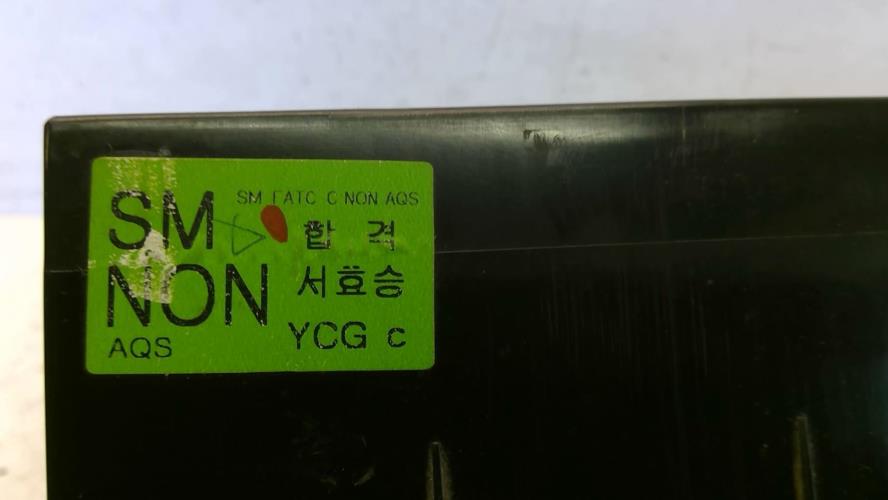 SM FATC C NON AQS
SM 합 격
NON 서효승
AQS YCG c